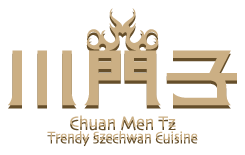 川門子
Chuan Men Tz
Trendy Szechwan Cuisine